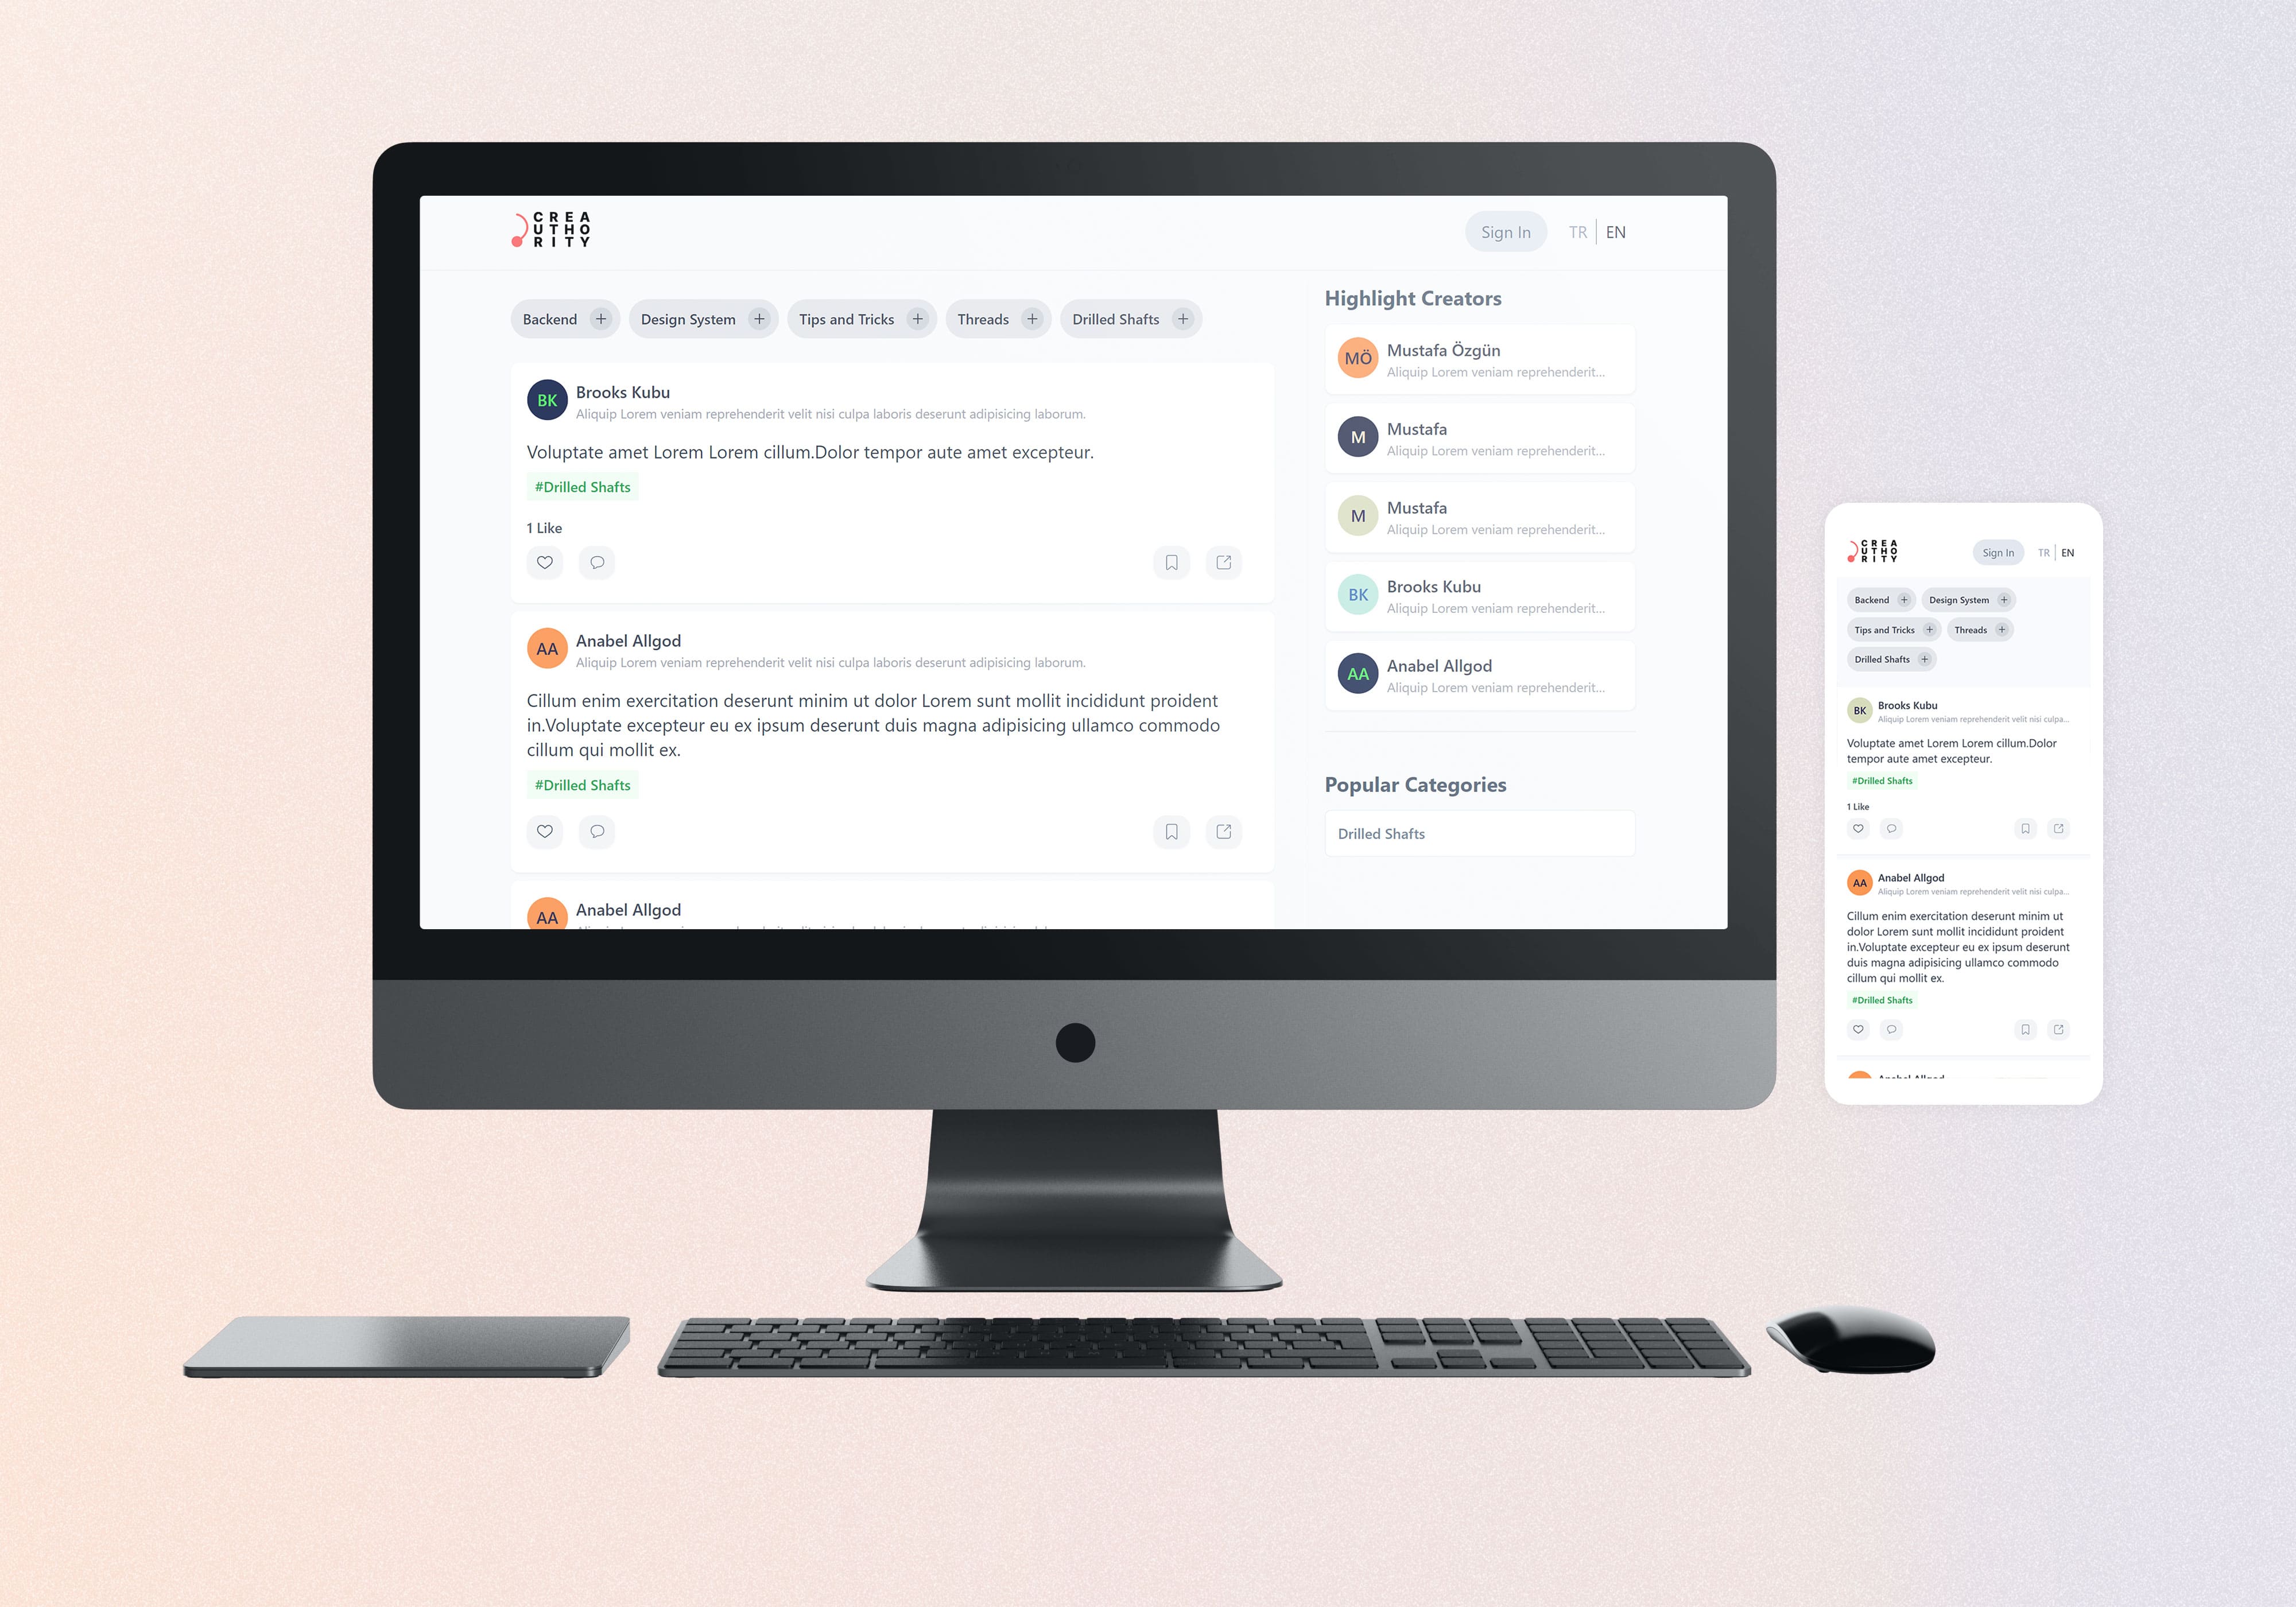 CREA
UTHO
RITY
Sign In
TR | EN
Backend +
Design System +
Tips and Tricks +
Threads +
Drilled Shafts +
BK
Brooks Kubu
Aliquip Lorem veniam reprehenderit velit nisi culpa laboris deserunt adipisicing laborum.
Voluptate amet Lorem Lorem cillum.Dolor tempor aute amet excepteur.
#Drilled Shafts
1 Like
AA
Anabel Allgod
Aliquip Lorem veniam reprehenderit velit nisi culpa laboris deserunt adipisicing laborum.
Cillum enim exercitation deserunt minim ut dolor Lorem sunt mollit incididunt proident
in.Voluptate excepteur eu ex ipsum deserunt duis magna adipisicing ullamco commodo
cillum qui mollit ex.
#Drilled Shafts
AA
Anabel Allgod
Highlight Creators
MÖ
Mustafa Özgün
Aliquip Lorem veniam reprehenderit...
M
Mustafa
Aliquip Lorem veniam reprehenderit...
M
Mustafa
Aliquip Lorem veniam reprehenderit...
BK
Brooks Kubu
Aliquip Lorem veniam reprehenderit...
AA
Anabel Allgod
Aliquip Lorem veniam reprehenderit...
Popular Categories
Drilled Shafts
CREA
UTHO
RITY
Sign In
TR | EN
Backend +
Design System +
Tips and Tricks +
Threads +
Drilled Shafts +
BK
Brooks Kubu
Aliquip Lorem veniam reprehenderit velit nisi culpa...
Voluptate amet Lorem Lorem cillum.Dolor
tempor aute amet excepteur.
#Drilled Shafts
1 Like
AA
Anabel Allgod
Aliquip Lorem veniam reprehenderit velit nisi culpa...
Cillum enim exercitation deserunt minim ut
dolor Lorem sunt mollit incididunt proident
in.Voluptate excepteur eu ex ipsum deserunt
duis magna adipisicing ullamco commodo
cillum qui mollit ex.
#Drilled Shafts